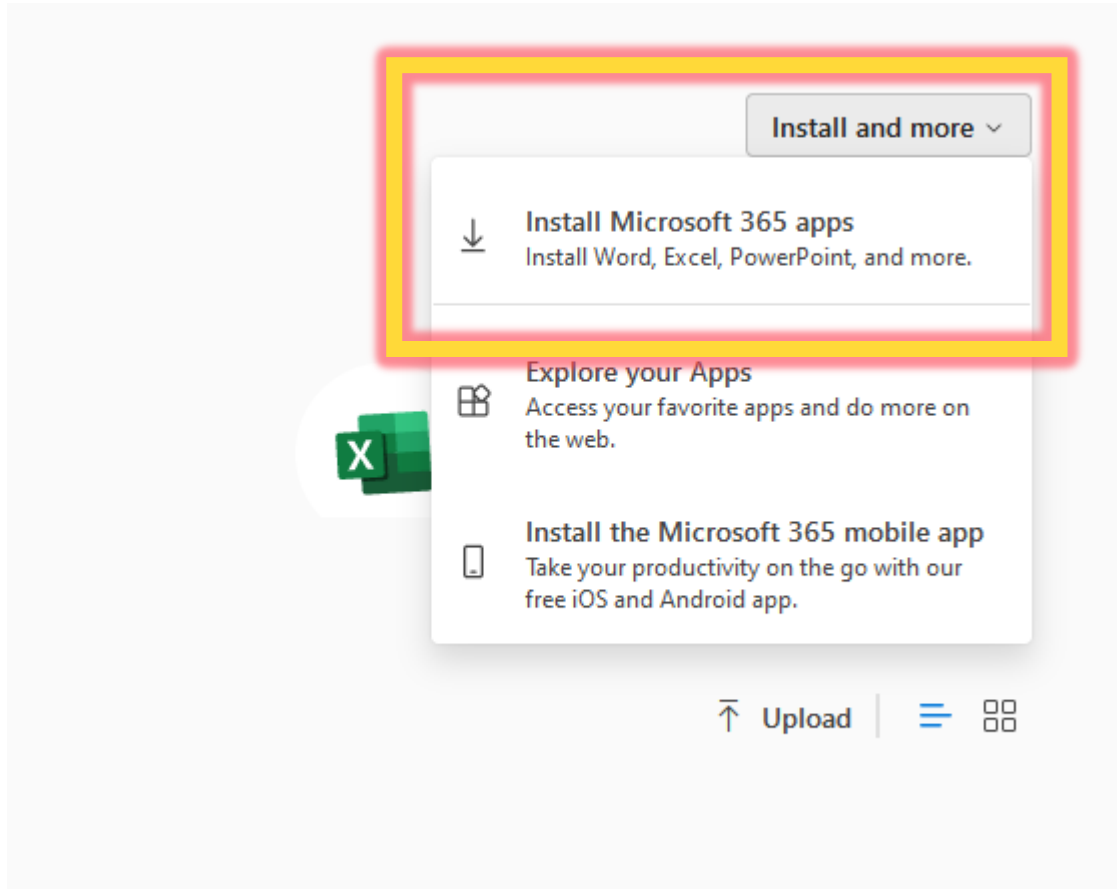 Install and more
Install Microsoft 365 apps
Install Word, Excel, PowerPoint, and more.
Explore your Apps
Access your favorite apps and do more on
the web.
X
Install the Microsoft 365 mobile app
Take your productivity on the go with our
free iOS and Android app.
Upload